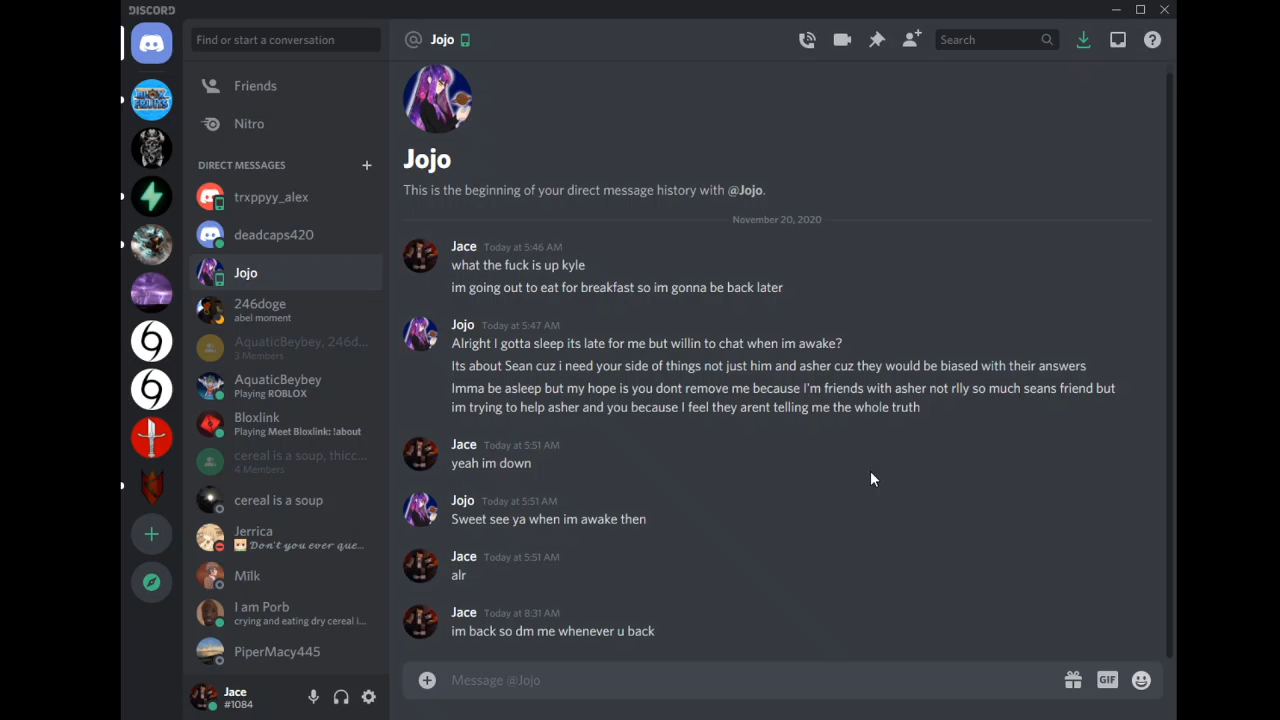 DISCORD
Find or start a conversation
Friends
Nitro
DIRECT MESSAGES
trxppyy_alex
deadcaps420
Jojo
246doge
abel moment
AquaticBeybey, 246d...
3 Members
AquaticBeybey
Playing ROBLOX
Bloxlink
Playing Meet Bloxlink: !about
cereal is a soup, thicc...
4 Members
cereal is a soup
Jerrica
𝓓𝓸𝓷'𝓽 𝔂𝓸𝓾 𝓮𝓿𝓮𝓻 𝓺𝓾𝓮...
Milk
I am Porb
crying and eating dry cereal i...
PiperMacy445
Jace
#1084
Jojo
Search
Jojo
This is the beginning of your direct message history with @Jojo.
November 20, 2020
Jace Today at 5:46 AM
what the fuck is up kyle
im going out to eat for breakfast so im gonna be back later
Jojo Today at 5:47 AM
Alright I gotta sleep its late for me but willin to chat when im awake?
Its about Sean cuz i need your side of things not just him and asher cuz they would be biased with their answers
Imma be asleep but my hope is you dont remove me because I'm friends with asher not rlly so much seans friend but
im trying to help asher and you because I feel they arent telling me the whole truth
Jace Today at 5:51 AM
yeah im down
Jojo Today at 5:51 AM
Sweet see ya when im awake then
Jace Today at 5:51 AM
alr
Jace Today at 8:31 AM
im back so dm me whenever u back
Message @Jojo
GIF